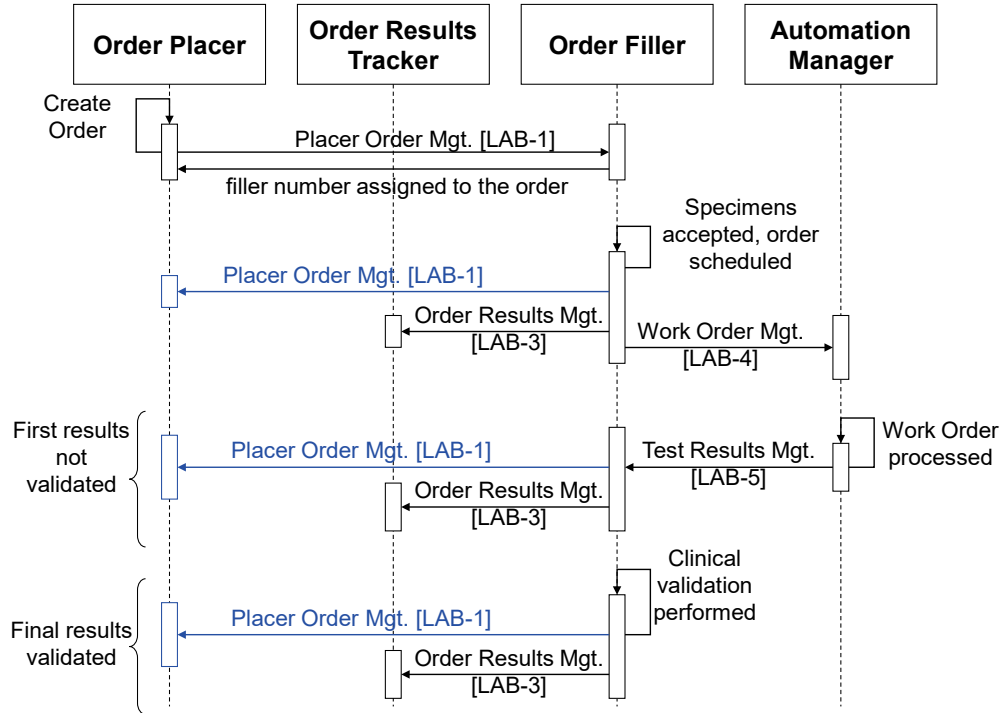 Order Placer
Order Results
Tracker
Order Filler
Automation
Manager
Create
Order
Placer Order Mgt. [LAB-1]
filler number assigned to the order
Specimens
accepted, order
scheduled
Placer Order Mgt. [LAB-1]
Order Results Mgt.
[LAB-3]
Work Order Mgt.
[LAB-4]
First results
not
validated
Placer Order Mgt. [LAB-1]
Test Results Mgt.
[LAB-5]
Work Order
processed
Order Results Mgt.
[LAB-3]
Clinical
validation
performed
Final results
validated
Placer Order Mgt. [LAB-1]
Order Results Mgt.
[LAB-3]